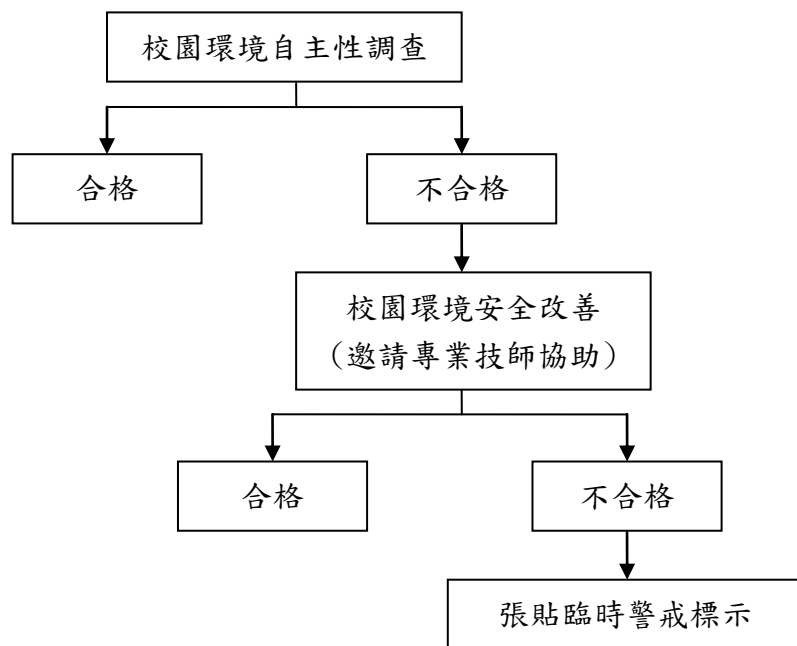 校園環境自主性調查
合格
不合格
校園環境安全改善
（邀請專業技師協助）
合格
不合格
張貼臨時警戒標示